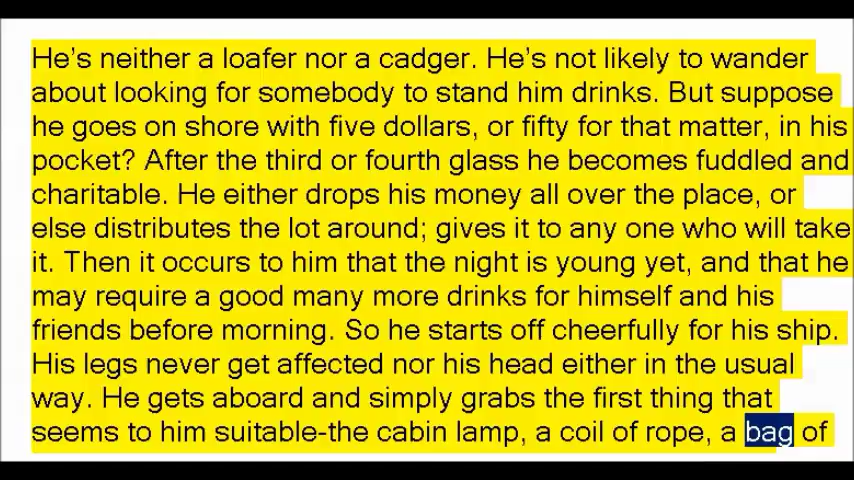 He’s neither a loafer nor a cadger. He’s not likely to wander
about looking for somebody to stand him drinks. But suppose
he goes on shore with five dollars, or fifty for that matter, in his
pocket? After the third or fourth glass he becomes fuddled and
charitable. He either drops his money all over the place, or
else distributes the lot around; gives it to any one who will take
it. Then it occurs to him that the night is young yet, and that he
may require a good many more drinks for himself and his
friends before morning. So he starts off cheerfully for his ship.
His legs never get affected nor his head either in the usual
way. He gets aboard and simply grabs the first thing that
seems to him suitable-the cabin lamp, a coil of rope, a bag of